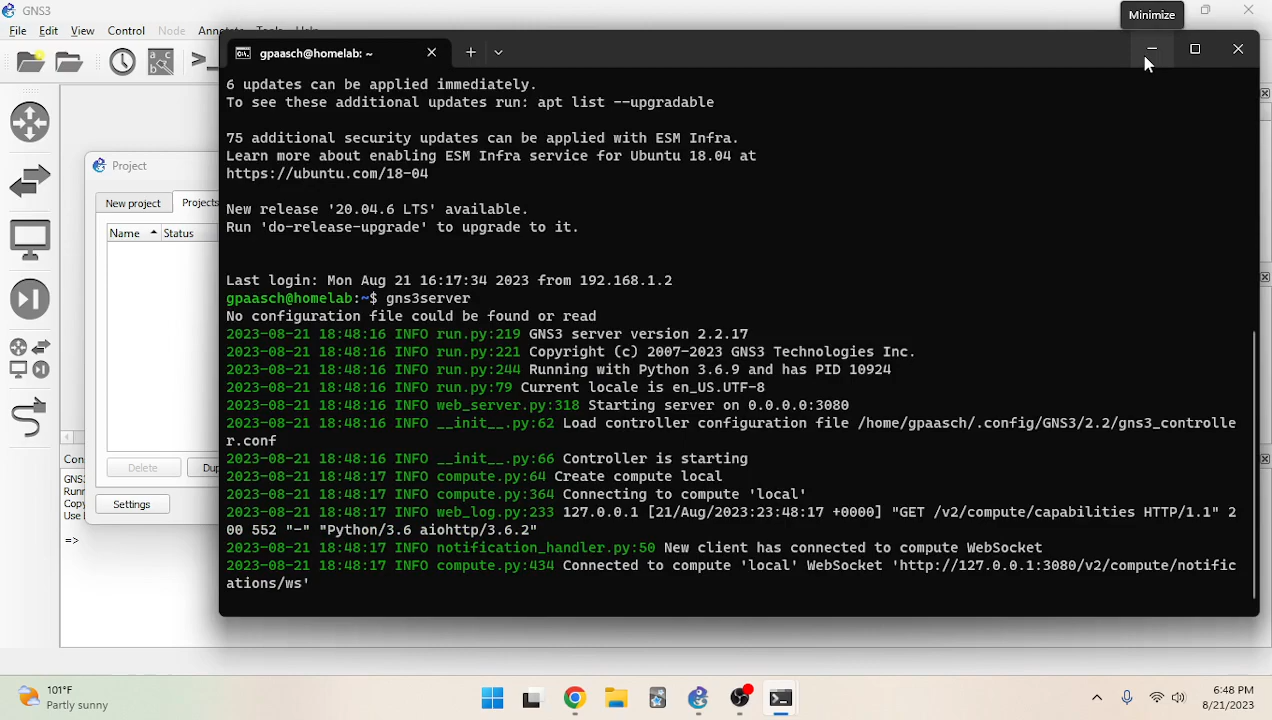 GNS3
Minimize
File Edit View Control Node Annotate Tools Help
gpaasch@homelab: ~
6 updates can be applied immediately.
To see these additional updates run: apt list --upgradable
75 additional security updates can be applied with ESM Infra.
Learn more about enabling ESM Infra service for Ubuntu 18.04 at
https://ubuntu.com/18-04
New release '20.04.6 LTS' available.
Run 'do-release-upgrade' to upgrade to it.
Last login: Mon Aug 21 16:17:34 2023 from 192.168.1.2
gpaasch@homelab:~$ gns3server
No configuration file could be found or read
2023-08-21 18:48:16 INFO run.py:219 GNS3 server version 2.2.17
2023-08-21 18:48:16 INFO run.py:221 Copyright (c) 2007-2023 GNS3 Technologies Inc.
2023-08-21 18:48:16 INFO run.py:244 Running with Python 3.6.9 and has PID 10924
2023-08-21 18:48:16 INFO run.py:79 Current locale is en_US.UTF-8
2023-08-21 18:48:16 INFO web_server.py:318 Starting server on 0.0.0.0:3080
2023-08-21 18:48:16 INFO __init__.py:62 Load controller configuration file /home/gpaasch/.config/GNS3/2.2/gns3_controlle
r.conf
2023-08-21 18:48:16 INFO __init__.py:66 Controller is starting
2023-08-21 18:48:17 INFO compute.py:64 Create compute local
2023-08-21 18:48:17 INFO compute.py:364 Connecting to compute 'local'
2023-08-21 18:48:17 INFO web_log.py:233 127.0.0.1 [21/Aug/2023:23:48:17 +0000] "GET /v2/compute/capabilities HTTP/1.1" 2
00 552 "-" "Python/3.6 aiohttp/3.6.2"
2023-08-21 18:48:17 INFO notification_handler.py:50 New client has connected to compute WebSocket
2023-08-21 18:48:17 INFO compute.py:434 Connected to compute 'local' WebSocket 'http://127.0.0.1:3080/v2/compute/notific
ations/ws'
Project
New project Projects
Name Status
Delete Dup
Settings
Con
GNS
Runn
Cop
Use
=>
101°F
Partly sunny
6:48 PM
8/21/2023